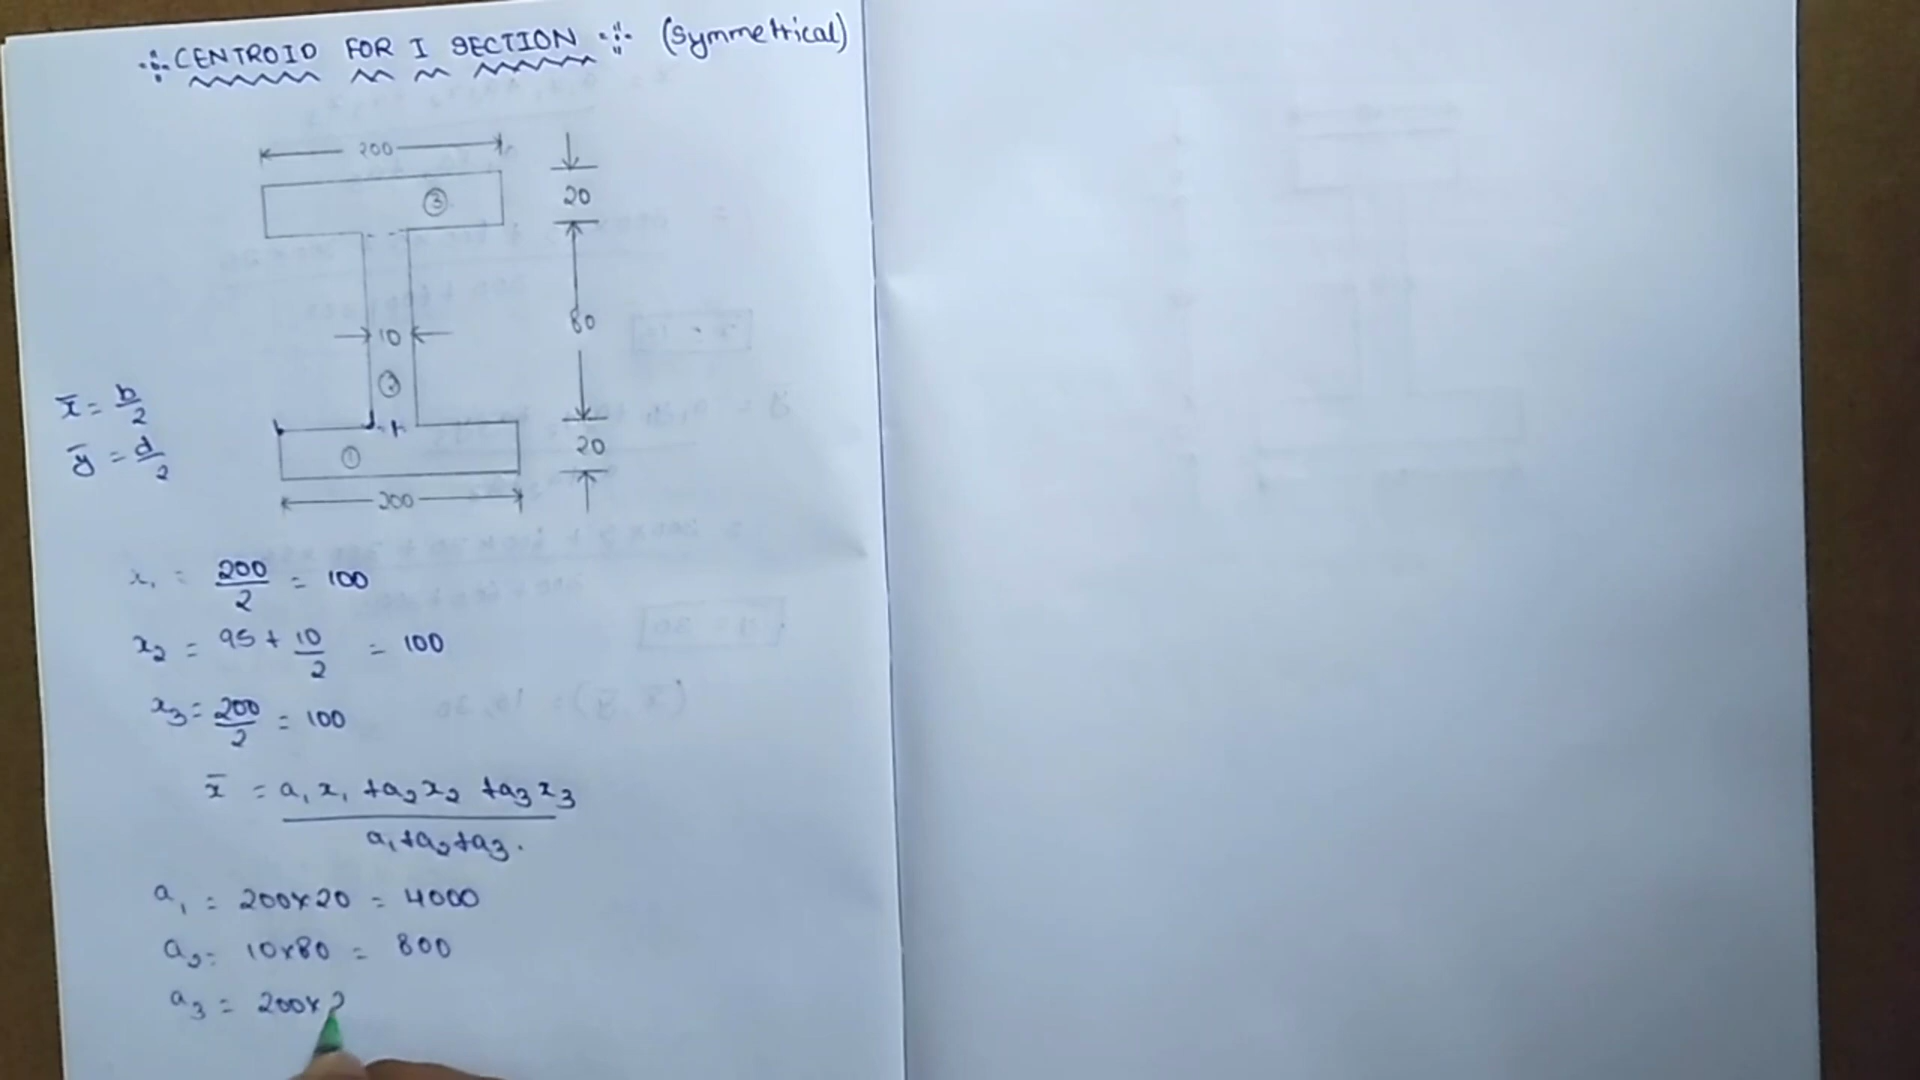 CENTROID FOR I SECTION (Symmetrical)
200
3
20
10
80
2
x̄ = b/2
ȳ = d/2
1
20
200
x₁ = 200/2 = 100
x₂ = 95 + 10/2 = 100
x₃ = 200/2 = 100
x̄ = a₁x₁ + a₂x₂ + a₃x₃
a₁ + a₂ + a₃.
a₁ = 200×20 = 4000
a₂ = 10×80 = 800
a₃ = 200×2